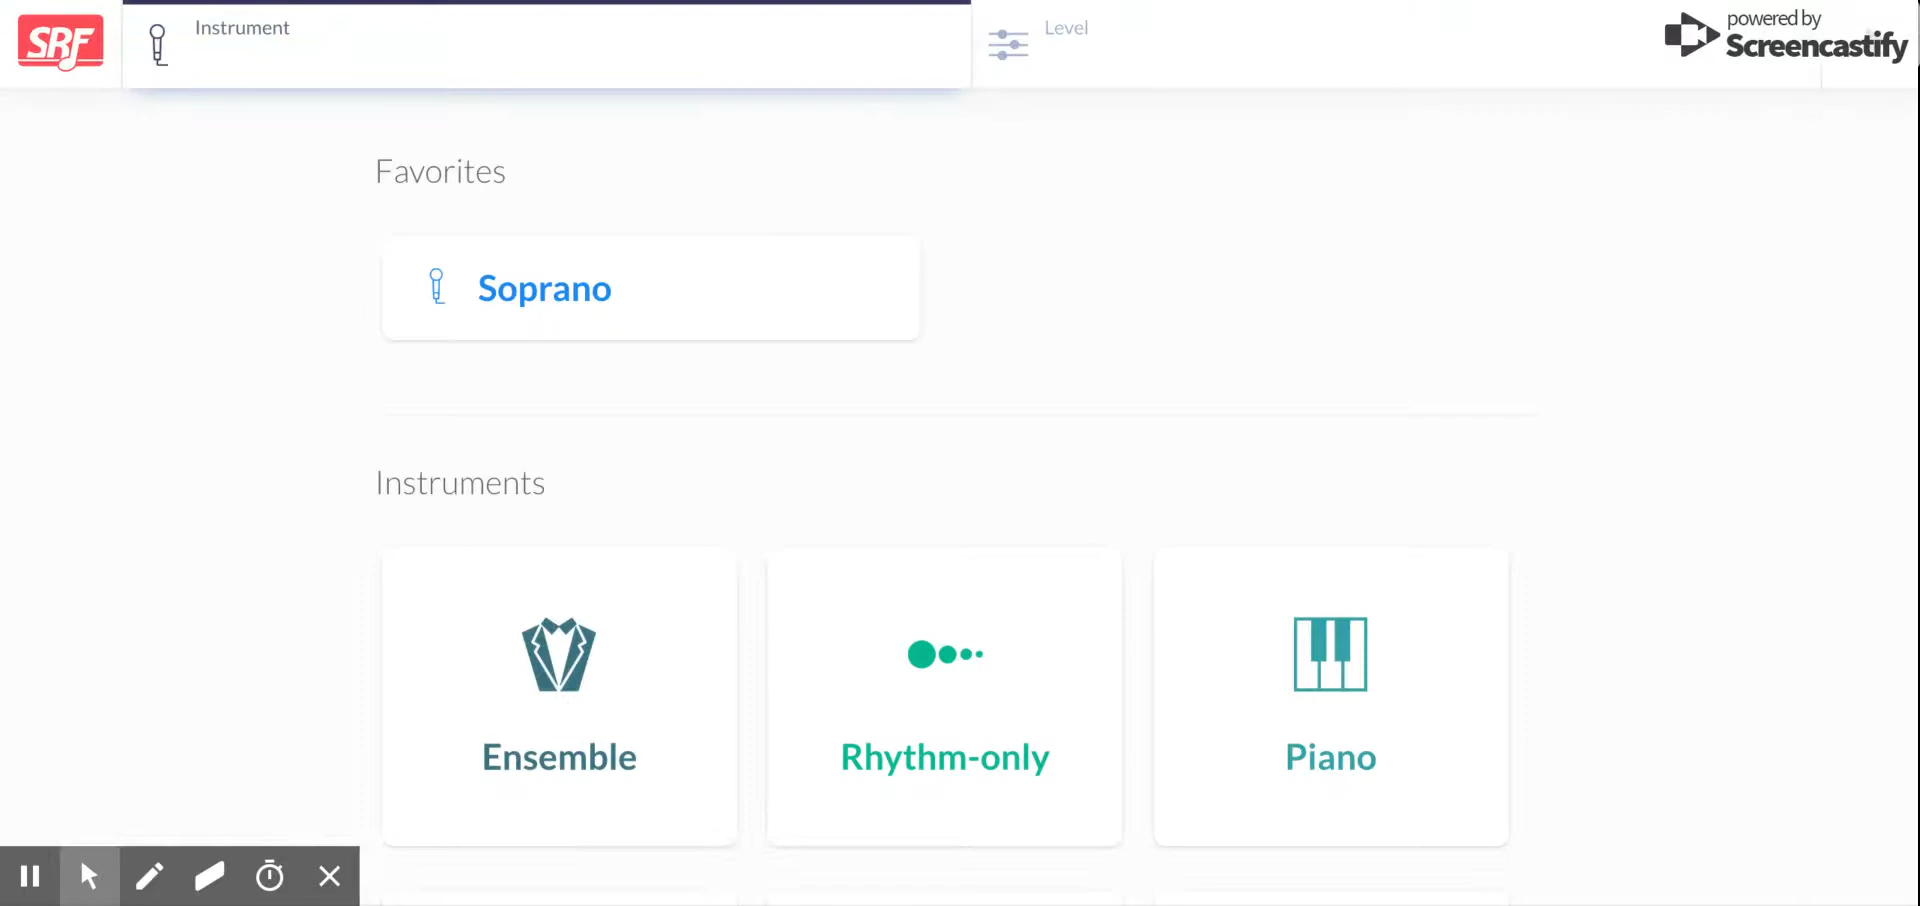 SRF
Instrument
Level
powered by
Screencastify
Favorites
Soprano
Instruments
Ensemble
Rhythm-only
Piano